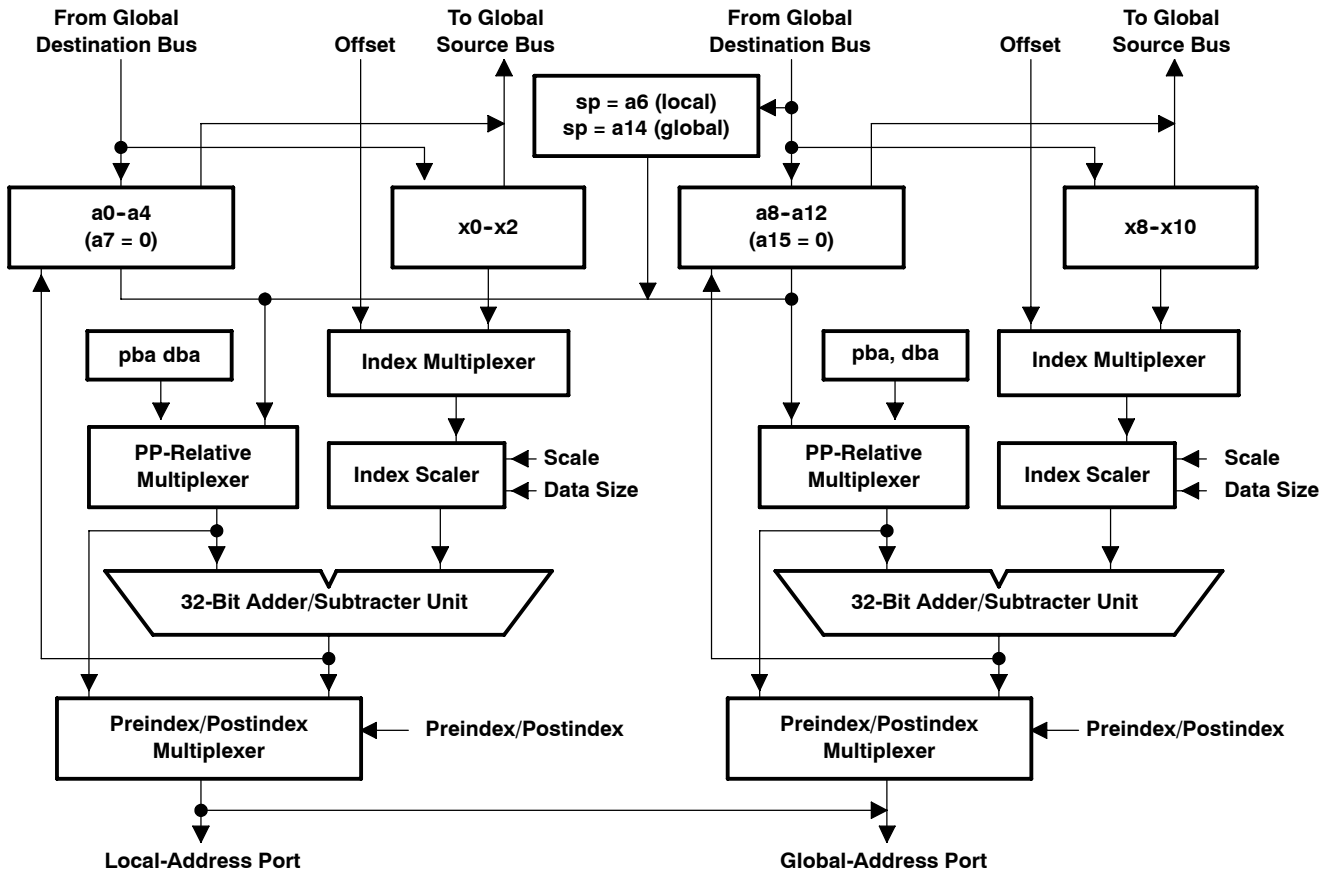 From Global
Destination Bus
Offset
To Global
Source Bus
From Global
Destination Bus
Offset
To Global
Source Bus
sp = a6 (local)
sp = a14 (global)
a0-a4
(a7 = 0)
x0-x2
a8-a12
(a15 = 0)
x8-x10
pba dba
Index Multiplexer
pba, dba
Index Multiplexer
PP-Relative
Multiplexer
Index Scaler
Scale
Data Size
PP-Relative
Multiplexer
Index Scaler
Scale
Data Size
32-Bit Adder/Subtracter Unit
32-Bit Adder/Subtracter Unit
Preindex/Postindex
Multiplexer
Preindex/Postindex
Preindex/Postindex
Multiplexer
Preindex/Postindex
Local-Address Port
Global-Address Port